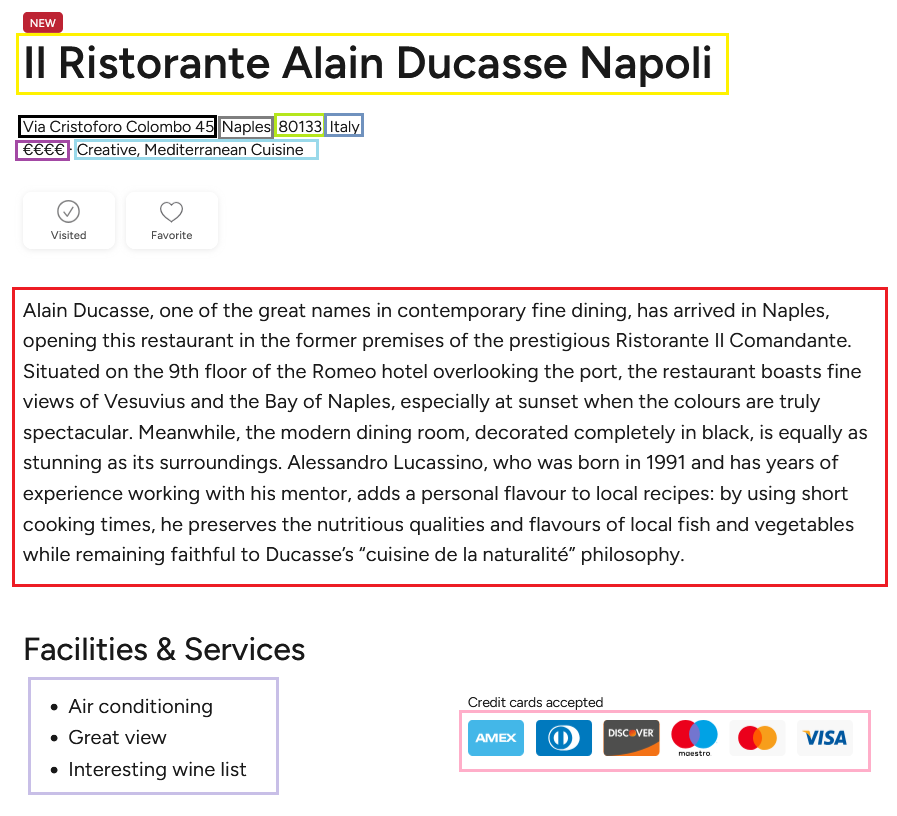 NEW
Il Ristorante Alain Ducasse Napoli
Via Cristoforo Colombo 45 Naples 80133 Italy
€€€€ · Creative, Mediterranean Cuisine
Visited Favorite
Alain Ducasse, one of the great names in contemporary fine dining, has arrived in Naples,
opening this restaurant in the former premises of the prestigious Ristorante Il Comandante.
Situated on the 9th floor of the Romeo hotel overlooking the port, the restaurant boasts fine
views of Vesuvius and the Bay of Naples, especially at sunset when the colours are truly
spectacular. Meanwhile, the modern dining room, decorated completely in black, is equally as
stunning as its surroundings. Alessandro Lucassino, who was born in 1991 and has years of
experience working with his mentor, adds a personal flavour to local recipes: by using short
cooking times, he preserves the nutritious qualities and flavours of local fish and vegetables
while remaining faithful to Ducasse’s “cuisine de la naturalité” philosophy.
Facilities & Services
• Air conditioning
• Great view
• Interesting wine list
Credit cards accepted
AMEX DISCOVER maestro VISA